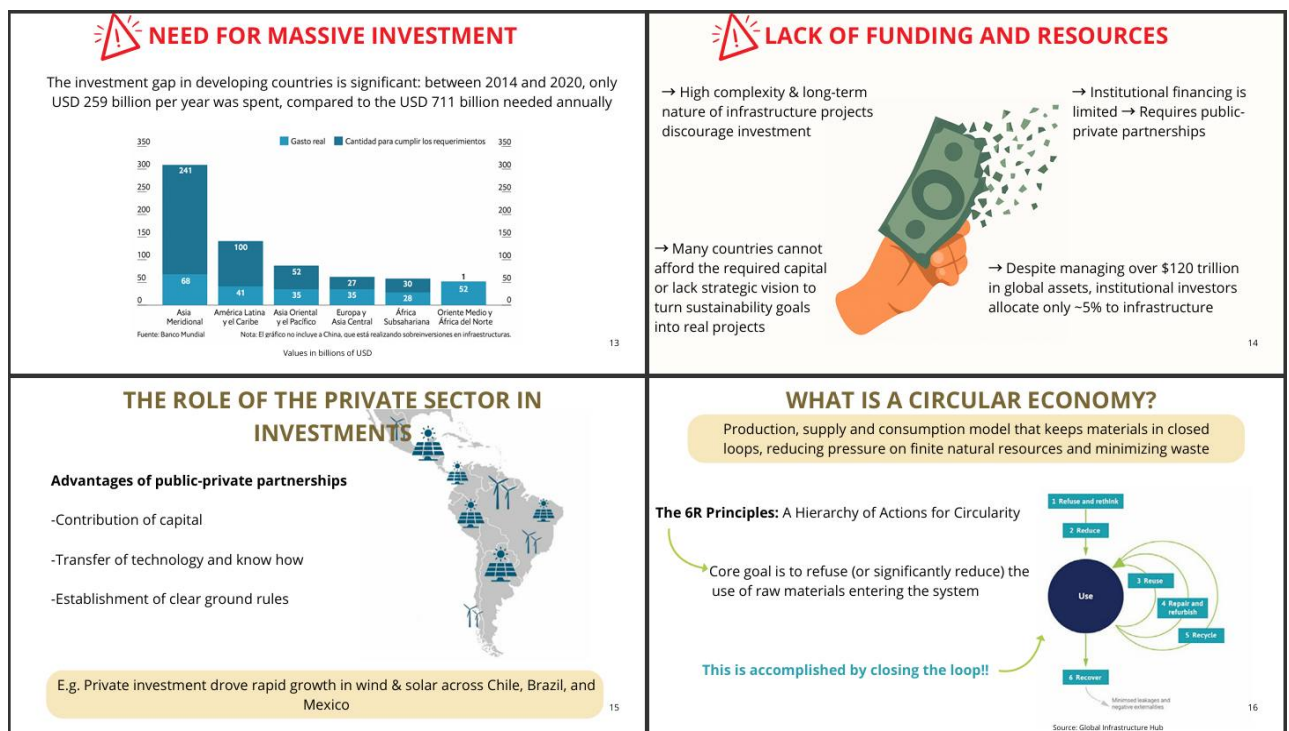 NEED FOR MASSIVE INVESTMENT
The investment gap in developing countries is significant: between 2014 and 2020, only
USD 259 billion per year was spent, compared to the USD 711 billion needed annually
Gasto real
Cantidad para cumplir los requerimientos
350
300
250
200
150
100
50
0
350
300
250
200
150
100
50
0
241
68
100
41
52
35
27
35
30
28
1
52
Asia
Meridional
América Latina
y el Caribe
Asia Oriental
y el Pacífico
Europa y
Asia Central
África
Subsahariana
Oriente Medio y
África del Norte
Fuente: Banco Mundial
Nota: El gráfico no incluye a China, que está realizando sobreinversiones en infraestructuras.
Values in billions of USD
13
LACK OF FUNDING AND RESOURCES
→ High complexity & long-term
nature of infrastructure projects
discourage investment
→ Institutional financing is
limited → Requires public-
private partnerships
→ Many countries cannot
afford the required capital
or lack strategic vision to
turn sustainability goals
into real projects
→ Despite managing over $120 trillion
in global assets, institutional investors
allocate only ~5% to infrastructure
14
THE ROLE OF THE PRIVATE SECTOR IN
INVESTMENTS
Advantages of public-private partnerships
-Contribution of capital
-Transfer of technology and know how
-Establishment of clear ground rules
E.g. Private investment drove rapid growth in wind & solar across Chile, Brazil, and
Mexico
15
WHAT IS A CIRCULAR ECONOMY?
Production, supply and consumption model that keeps materials in closed
loops, reducing pressure on finite natural resources and minimizing waste
The 6R Principles: A Hierarchy of Actions for Circularity
Core goal is to refuse (or significantly reduce) the
use of raw materials entering the system
This is accomplished by closing the loop!!
1 Refuse and rethink
2 Reduce
Use
3 Reuse
4 Repair and
refurbish
5 Recycle
6 Recover
Minimised leakages and
negative externalities
Source: Global Infrastructure Hub
16